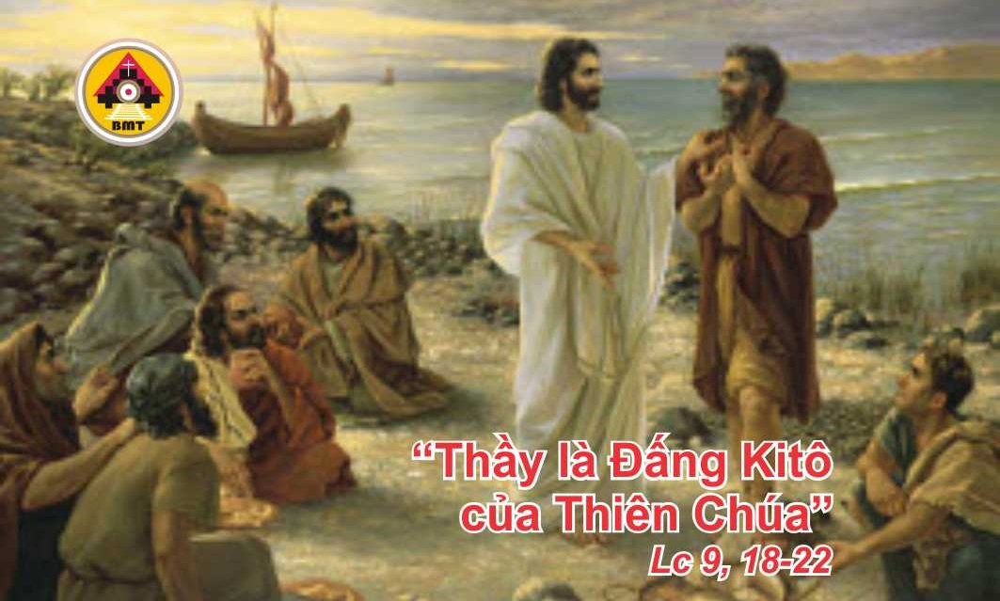 BMT
“Thầy là Đấng Kitô
của Thiên Chúa”
Lc 9, 18-22